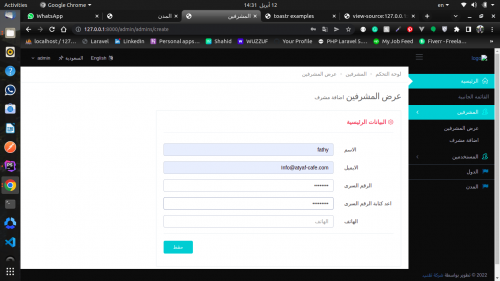 Activities Google Chrome 12 أبريل 14:31 en
WhatsApp المدن المشرفين toastr examples view-source:127.0.0.1
127.0.0.1:8000/admin/admins/create
localhost / 127... Laravel Linkedin Personal apps... Shahid WUZZUF Your Profile PHP Laravel S... My Job Feed Fiverr - Freela...
admin السعودية English logo
لوحة التحكم - المشرفين - عرض المشرفين
عرض المشرفين اضافة مشرف
البيانات الرئيسية
الاسم fathy
الايميل info@atyaf-cafe.com
الرقم السرى ••••••••
اعد كتابة الرقم السرى ••••••••
الهاتف الهاتف
حفظ
الرئيسية
القائمة الجانبية
المشرفين
عرض المشرفين
اضافة مشرف
المستخدمين
الدول
المدن
2022 © تطوير بواسطة